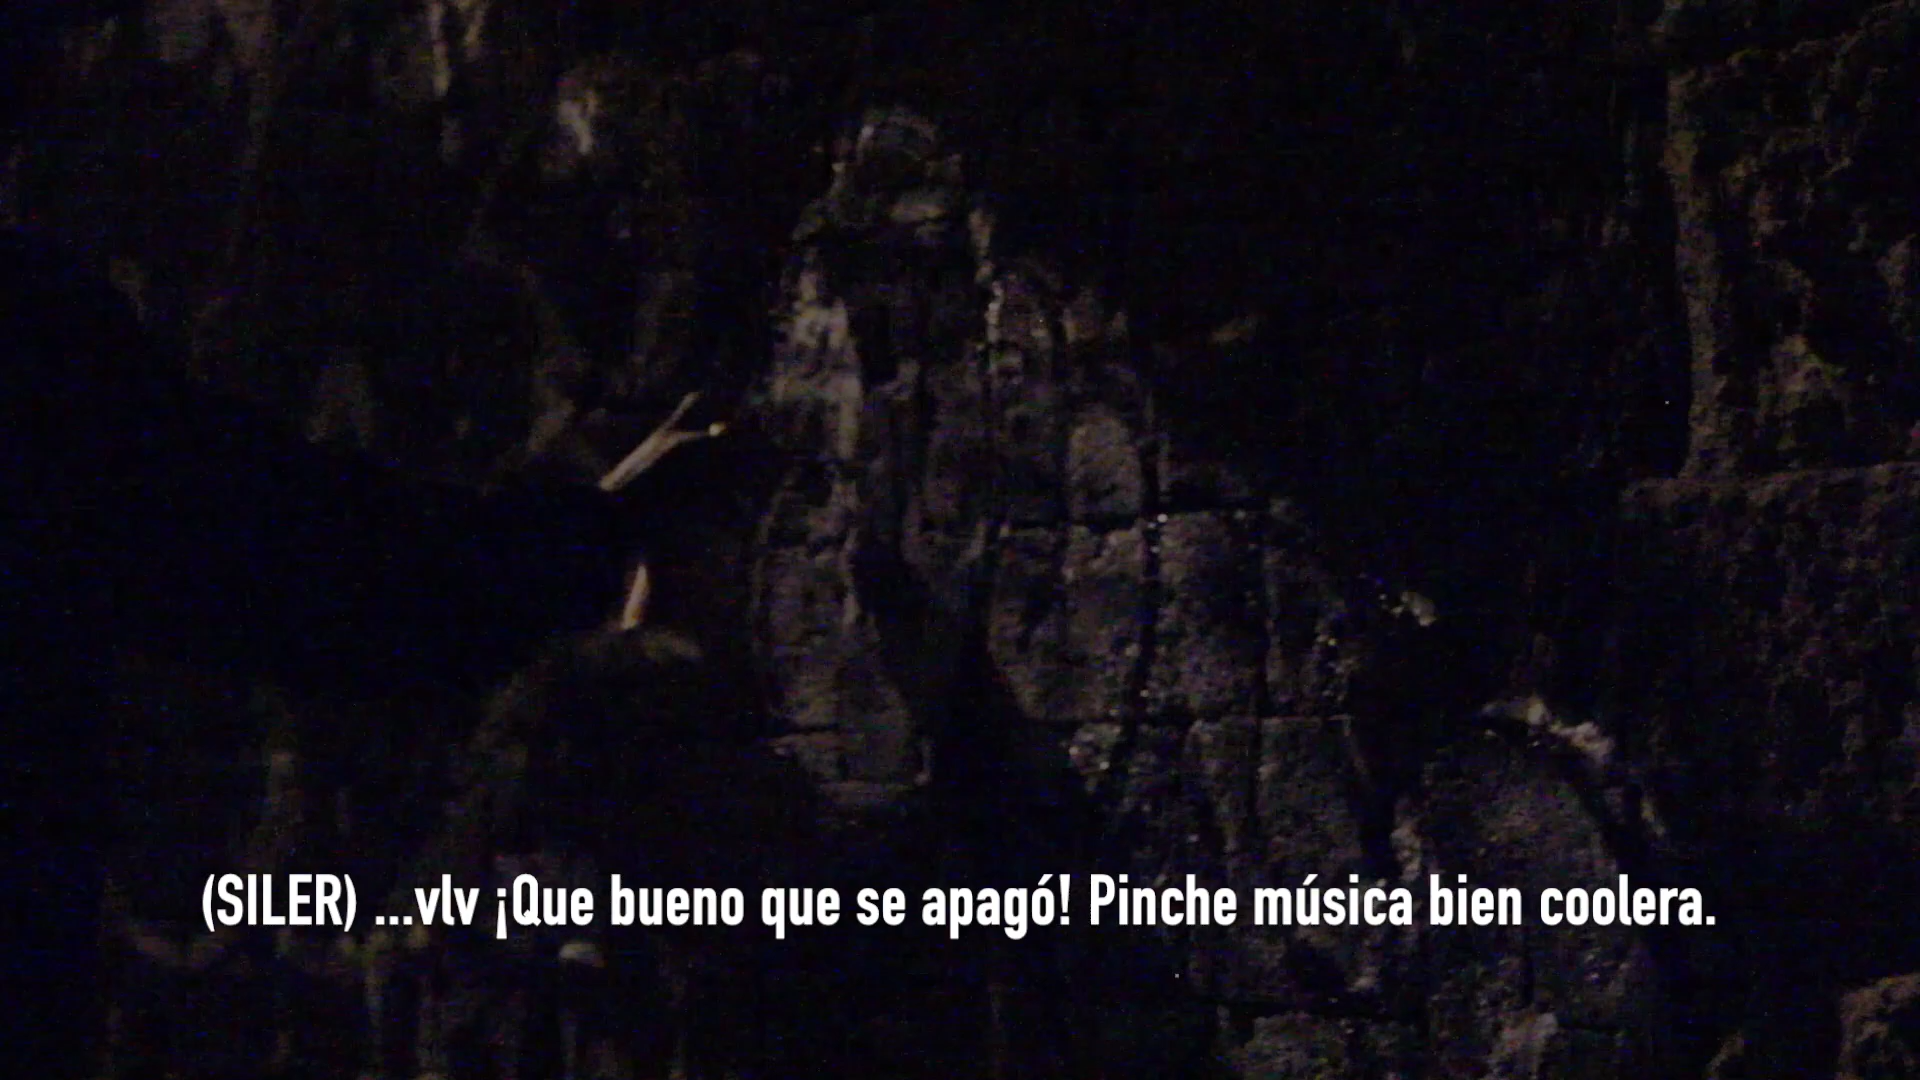 (SILER) ...vlv ¡Que bueno que se apagó! Pinche música bien coolera.